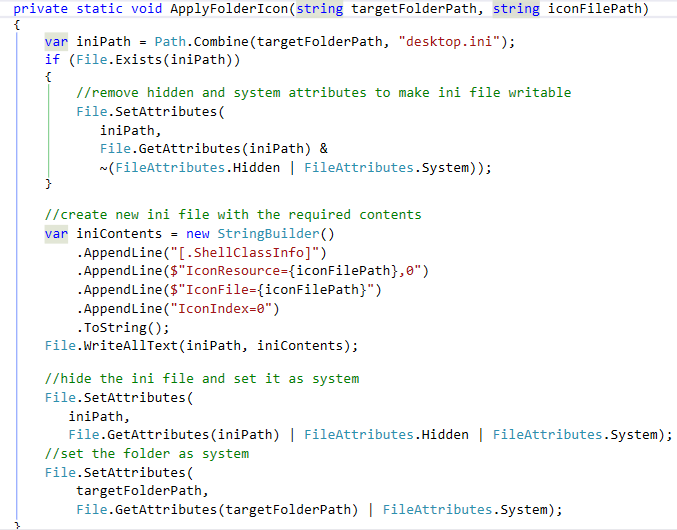 private static void ApplyFolderIcon(string targetFolderPath, string iconFilePath)
{
    var iniPath = Path.Combine(targetFolderPath, "desktop.ini");
    if (File.Exists(iniPath))
    {
        //remove hidden and system attributes to make ini file writable
        File.SetAttributes(
           iniPath,
           File.GetAttributes(iniPath) &
           ~(FileAttributes.Hidden | FileAttributes.System));
    }

    //create new ini file with the required contents
    var iniContents = new StringBuilder()
        .AppendLine("[.ShellClassInfo]")
        .AppendLine($"IconResource={iconFilePath},0")
        .AppendLine($"IconFile={iconFilePath}")
        .AppendLine("IconIndex=0")
        .ToString();
    File.WriteAllText(iniPath, iniContents);

    //hide the ini file and set it as system
    File.SetAttributes(
       iniPath,
       File.GetAttributes(iniPath) | FileAttributes.Hidden | FileAttributes.System);
    //set the folder as system
    File.SetAttributes(
        targetFolderPath,
        File.GetAttributes(targetFolderPath) | FileAttributes.System);
}